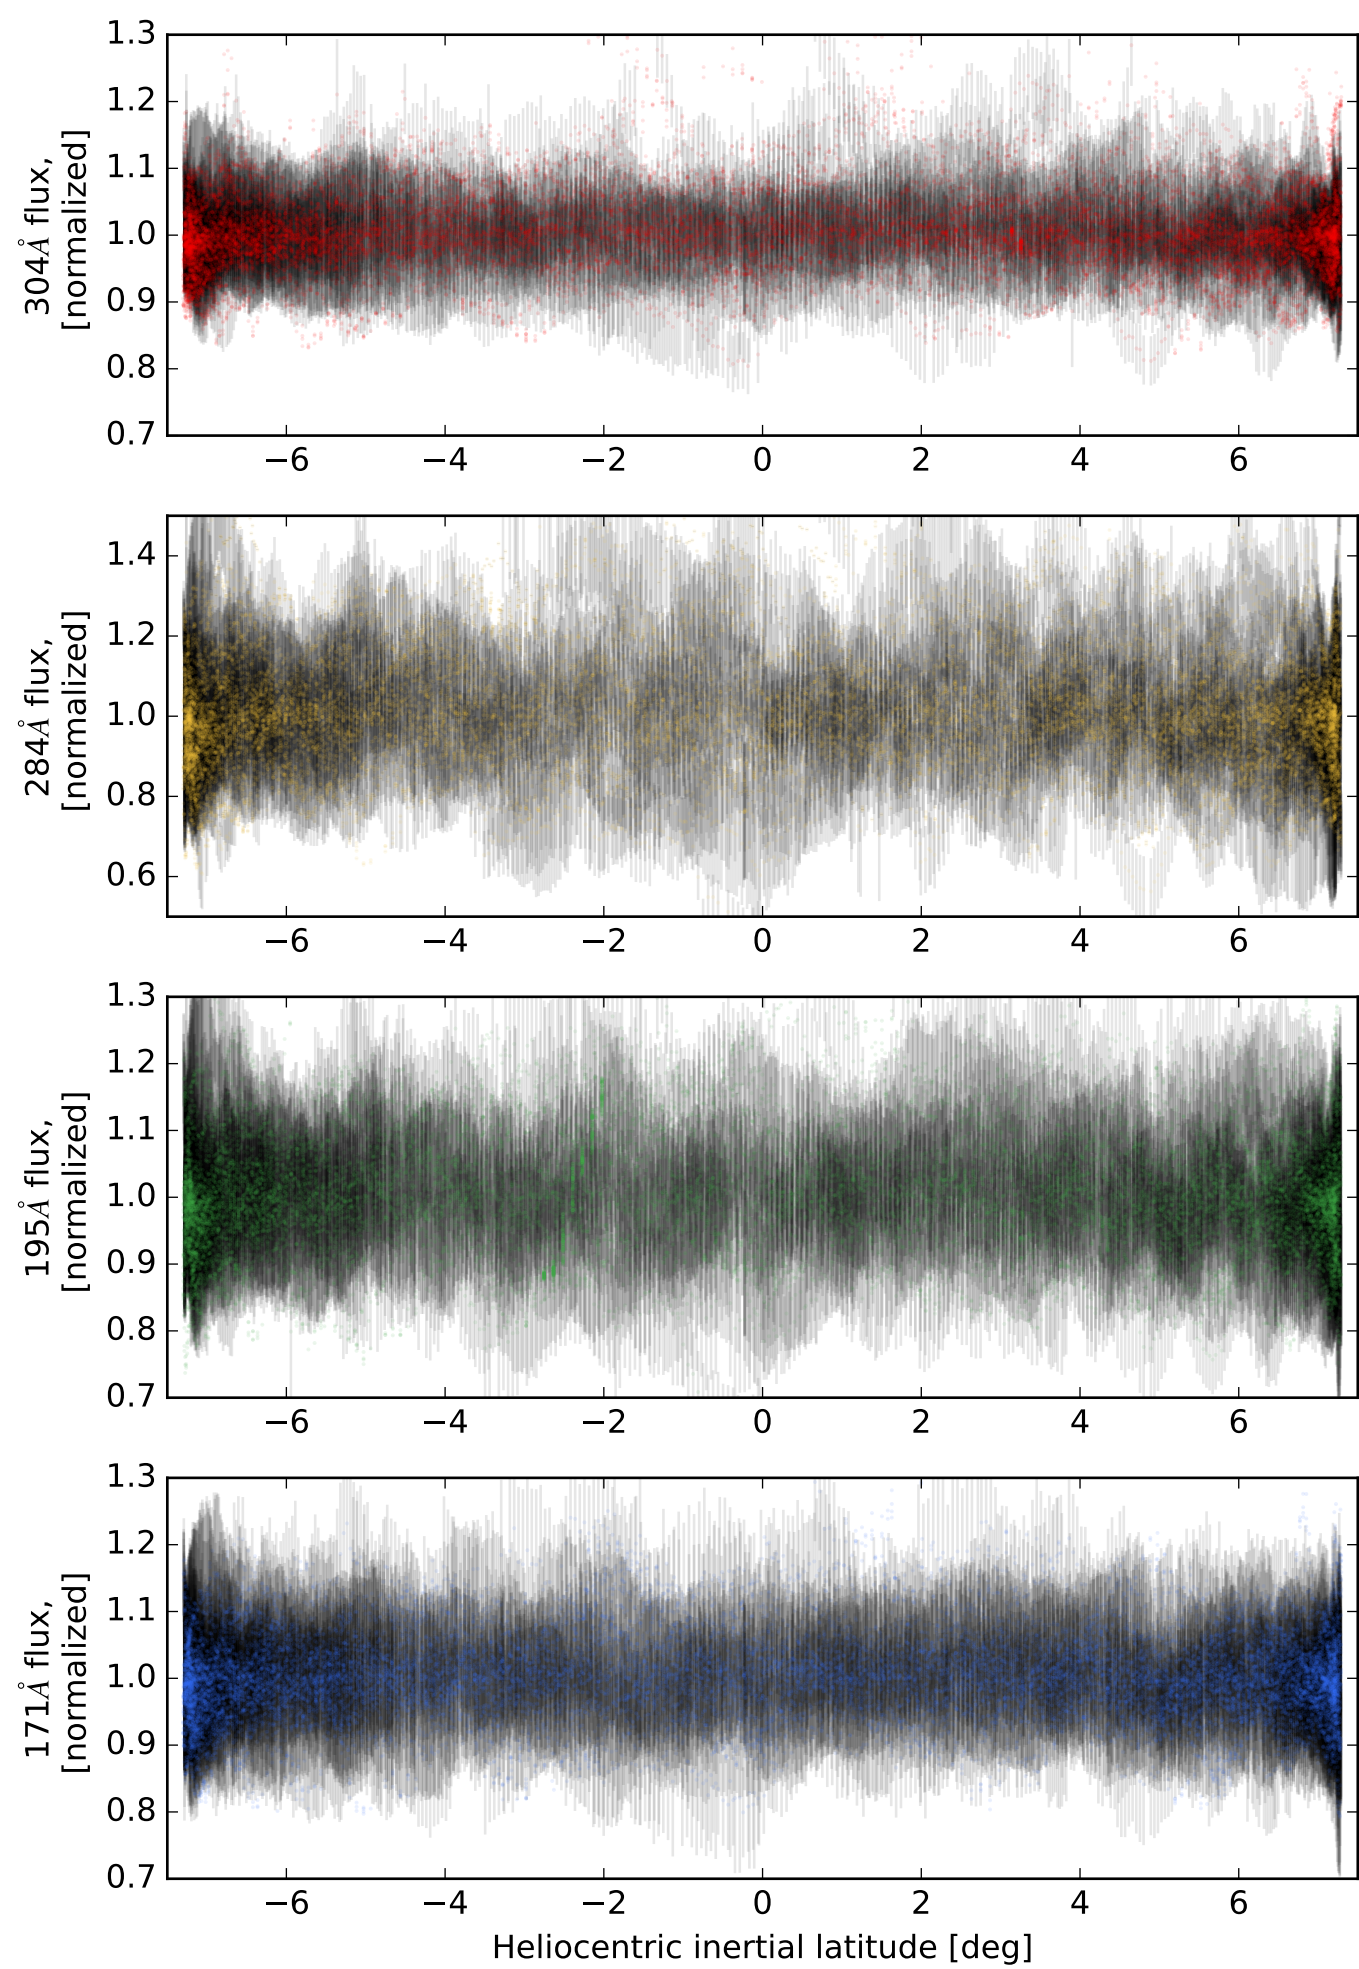 304Å flux,
[normalized]
1.3
1.2
1.1
1.0
0.9
0.8
0.7
−6 −4 −2 0 2 4 6
284Å flux,
[normalized]
1.4
1.2
1.0
0.8
0.6
−6 −4 −2 0 2 4 6
195Å flux,
[normalized]
1.3
1.2
1.1
1.0
0.9
0.8
0.7
−6 −4 −2 0 2 4 6
171Å flux,
[normalized]
1.3
1.2
1.1
1.0
0.9
0.8
0.7
−6 −4 −2 0 2 4 6
Heliocentric inertial latitude [deg]